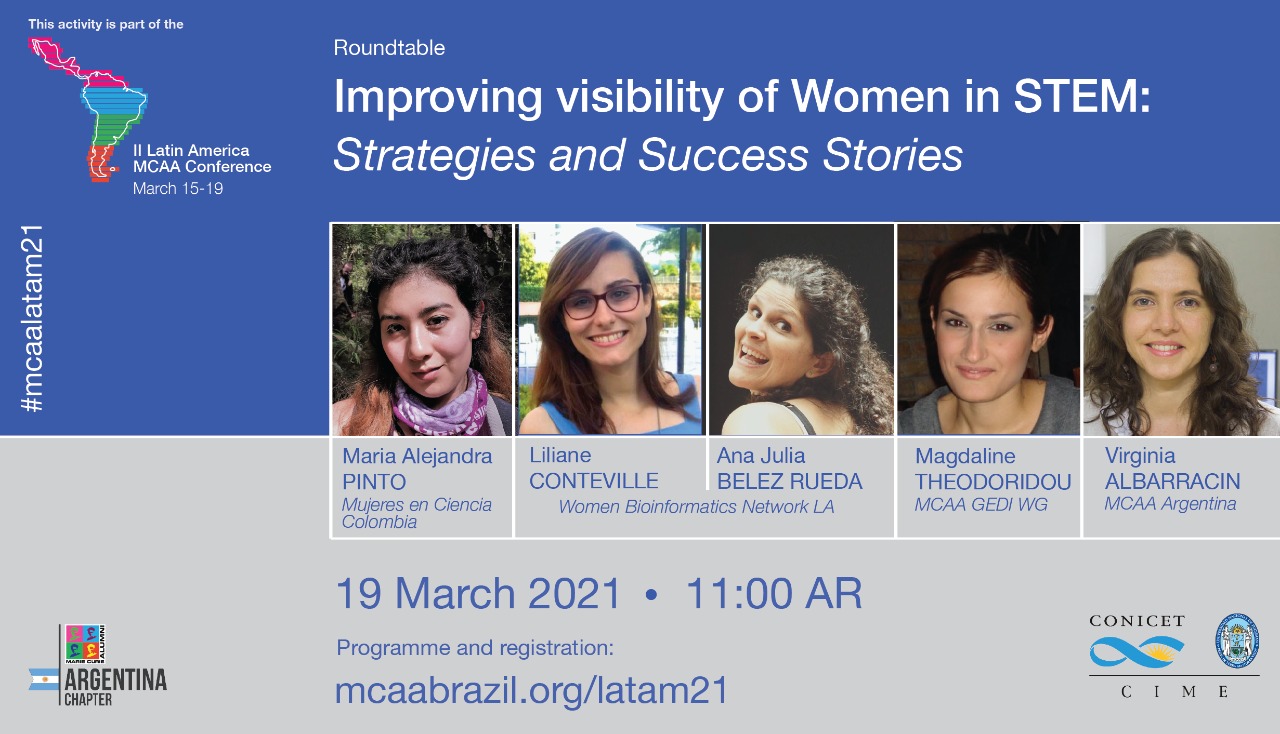 This activity is part of the
II Latin America
MCAA Conference
March 15-19
#mcaalatam21
Roundtable
Improving visibility of Women in STEM:
Strategies and Success Stories
Maria Alejandra
PINTO
Mujeres en Ciencia
Colombia
Liliane
CONTEVILLE
Ana Julia
BELEZ RUEDA
Women Bioinformatics Network LA
Magdaline
THEODORIDOU
MCAA GEDI WG
Virginia
ALBARRACIN
MCAA Argentina
19 March 2021 • 11:00 AR
Programme and registration:
mcaabrazil.org/latam21
MARIE CURIE
ALUMNI
ARGENTINA
CHAPTER
CONICET
C I M E